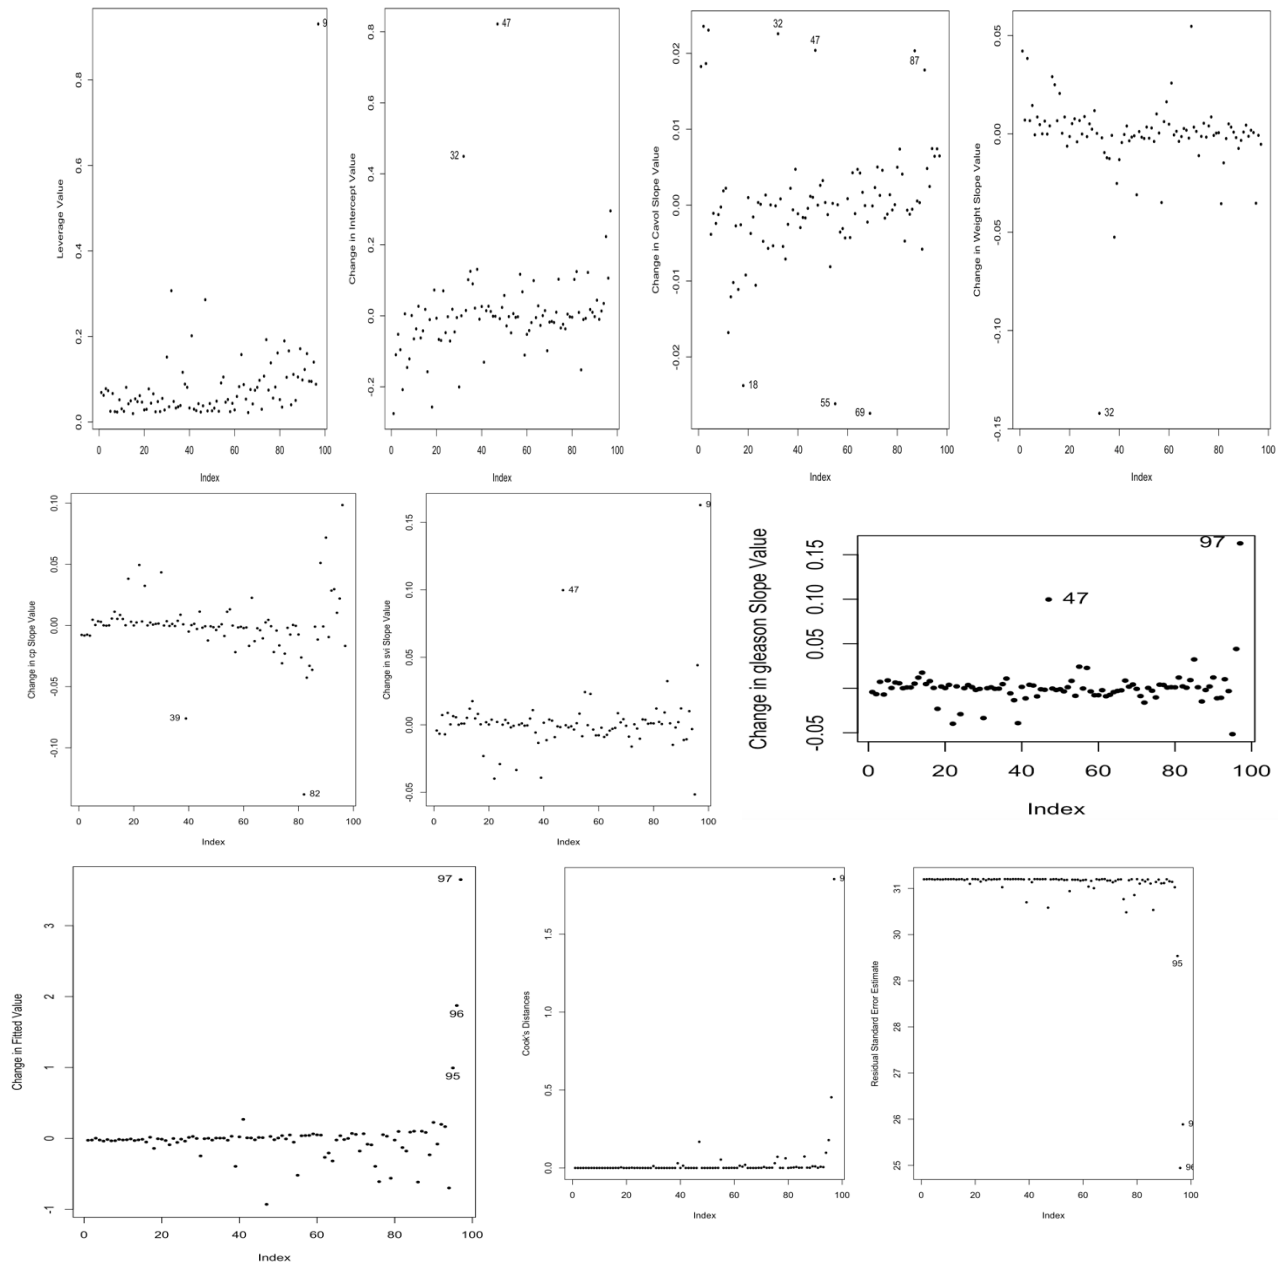 Leverage Value
0.0 0.2 0.4 0.6 0.8
9
0 20 40 60 80 100
Index
Change in Intercept Value
-0.2 0.0 0.2 0.4 0.6 0.8
47
32
0 20 40 60 80 100
Index
Change in Cavol Slope Value
-0.02 -0.01 0.00 0.01 0.02
32
47
87
18
55
69
0 20 40 60 80 100
Index
Change in Weight Slope Value
-0.15 -0.10 -0.05 0.00 0.05
32
0 20 40 60 80 100
Index
Change in cp Slope Value
-0.10 -0.05 0.00 0.05 0.10
39
82
0 20 40 60 80 100
Index
Change in svi Slope Value
-0.05 0.00 0.05 0.10 0.15
9
47
0 20 40 60 80 100
Index
Change in gleason Slope Value
-0.05 0.05 0.10 0.15
97
47
0 20 40 60 80 100
Index
Change in Fitted Value
-1 0 1 2 3
97
96
95
0 20 40 60 80 100
Index
Cook's Distances
0.0 0.5 1.0 1.5
9
0 20 40 60 80 100
Index
Residual Standard Error Estimate
25 26 27 28 29 30 31
95
9
96
0 20 40 60 80 100
Index